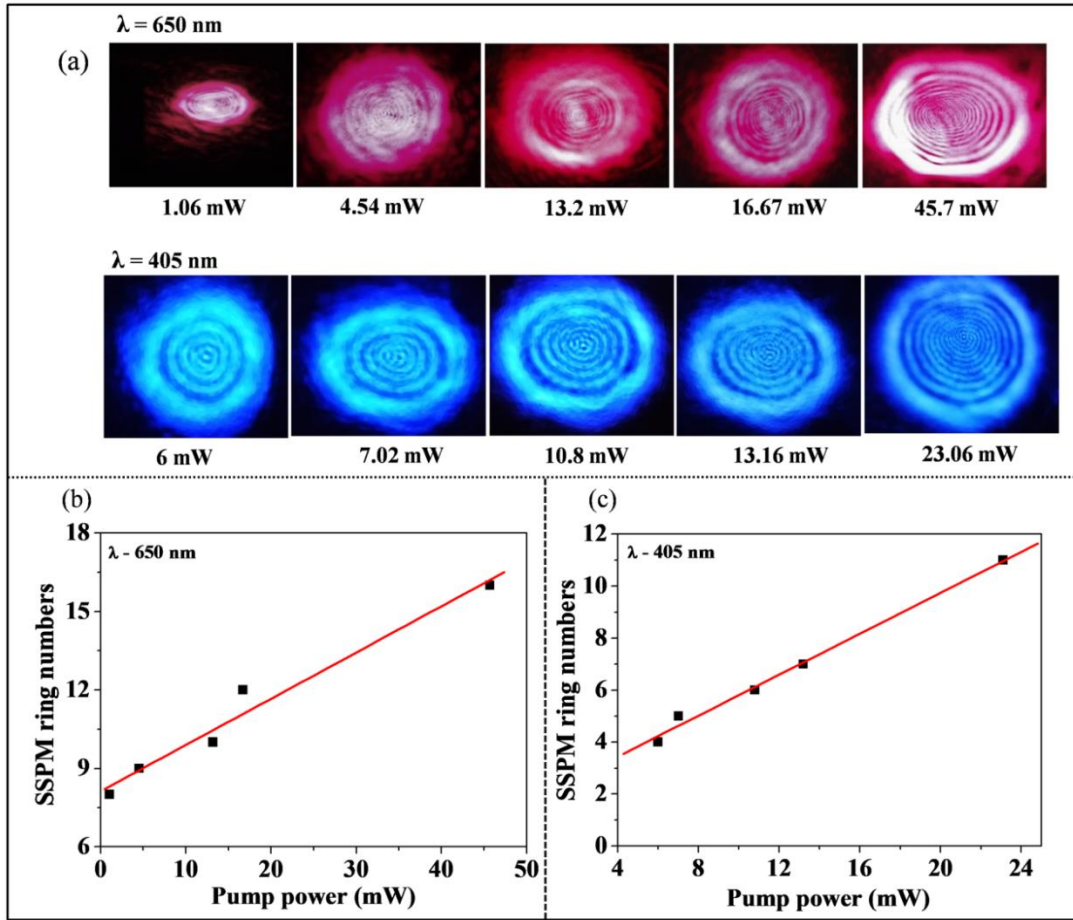 λ = 650 nm
(a)
1.06 mW 4.54 mW 13.2 mW 16.67 mW 45.7 mW
λ = 405 nm
6 mW 7.02 mW 10.8 mW 13.16 mW 23.06 mW
(b)
λ - 650 nm
SSPM ring numbers
18
15
12
9
6
0 10 20 30 40 50
Pump power (mW)
(c)
λ - 405 nm
SSPM ring numbers
12
10
8
6
4
2
0
4 8 12 16 20 24
Pump power (mW)